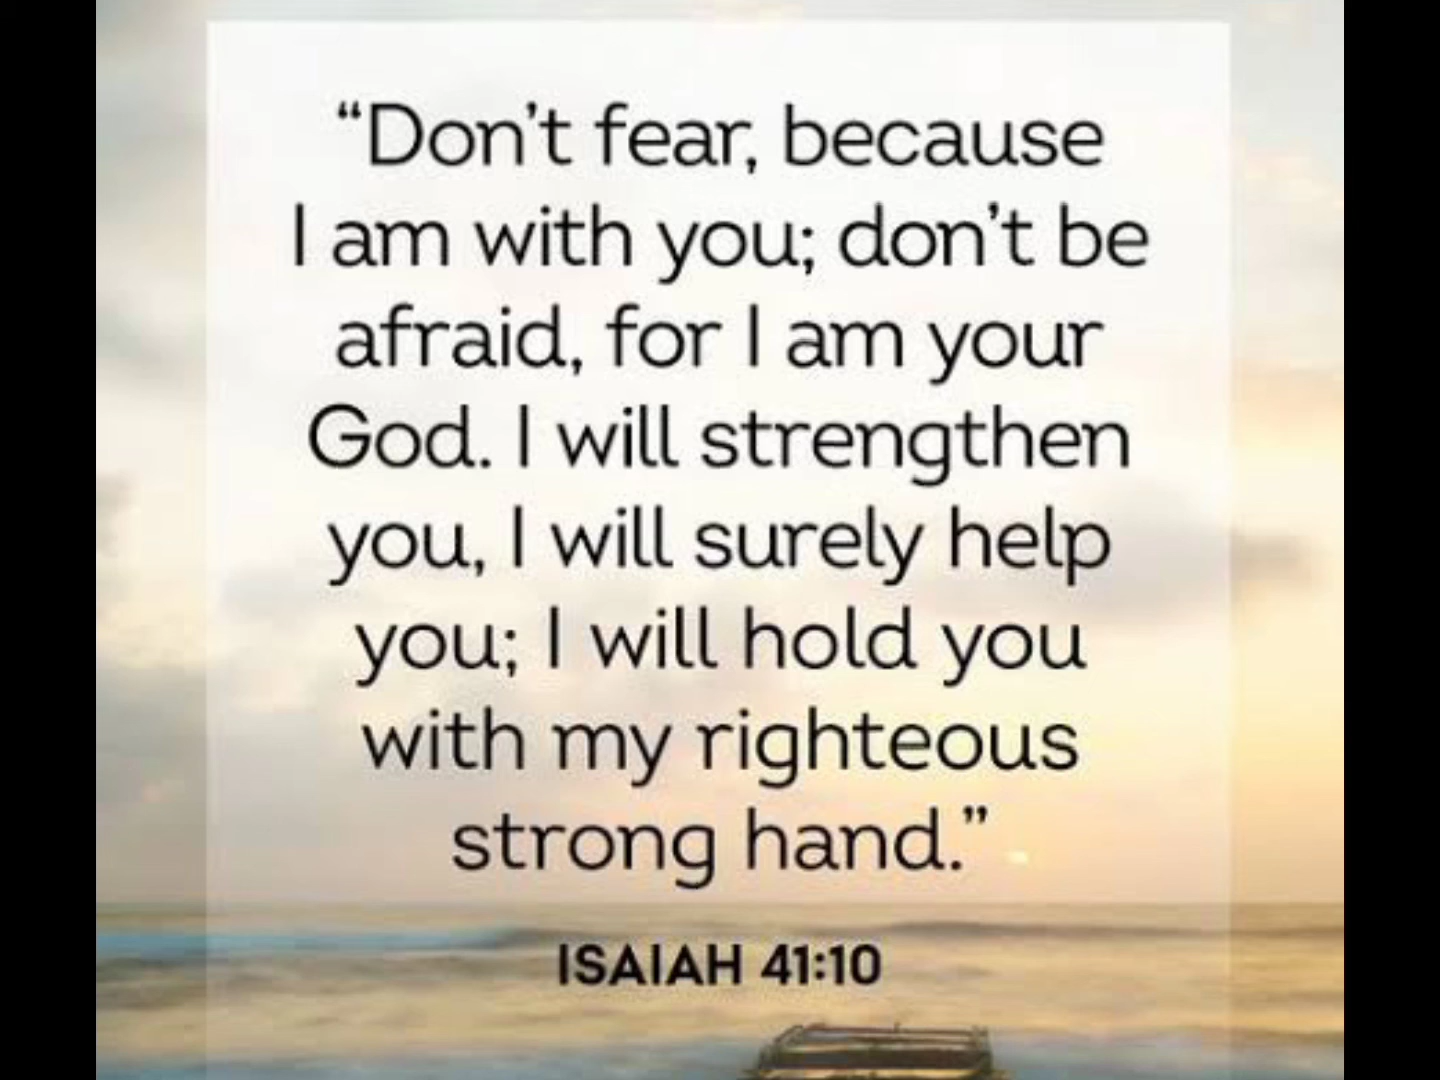 “Don’t fear, because
I am with you; don’t be
afraid, for I am your
God. I will strengthen
you, I will surely help
you; I will hold you
with my righteous
strong hand.”
ISAIAH 41:10